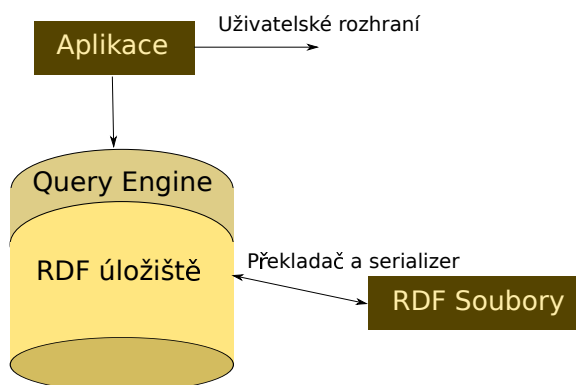 Uživatelské rozhraní
Aplikace
Query Engine
RDF úložiště
Překladač a serializer
RDF Soubory